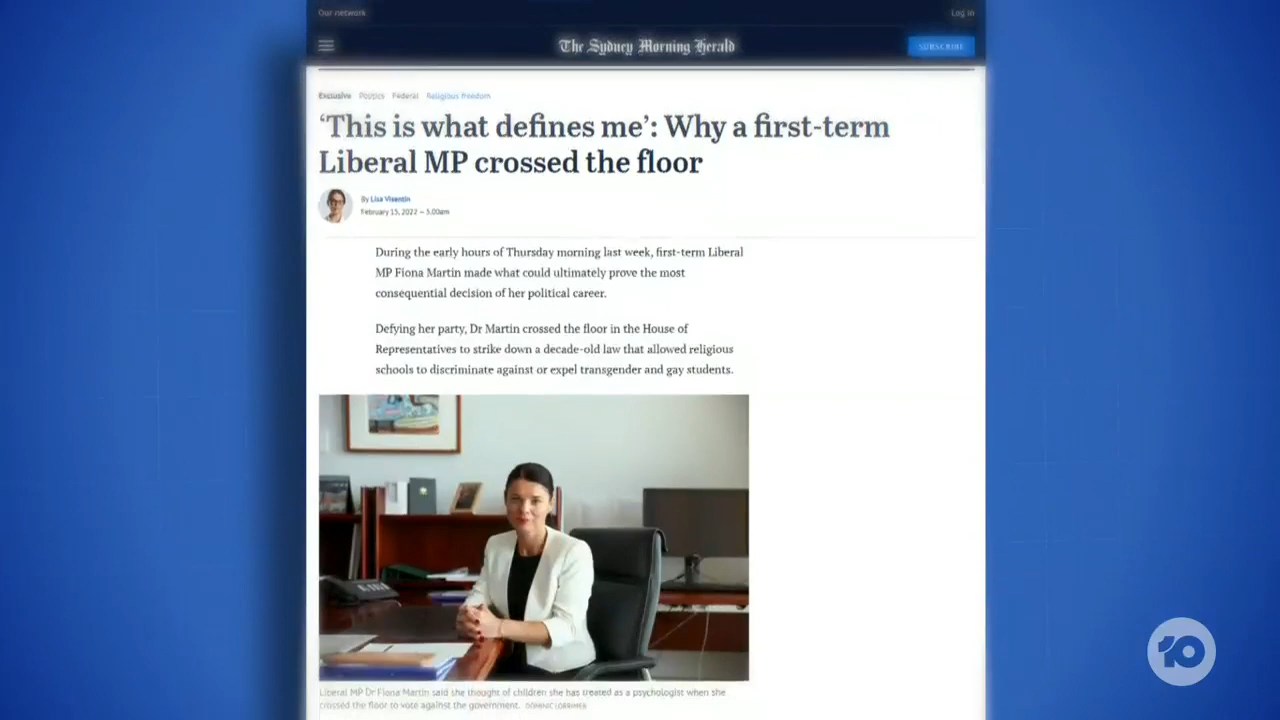 Our network
Log in
The Sydney Morning Herald
SUBSCRIBE
Exclusive Politics Federal Religious freedom
‘This is what defines me’: Why a first-term
Liberal MP crossed the floor
By Lisa Visentin
February 15, 2022 — 5.00am
During the early hours of Thursday morning last week, first-term Liberal
MP Fiona Martin made what could ultimately prove the most
consequential decision of her political career.
Defying her party, Dr Martin crossed the floor in the House of
Representatives to strike down a decade-old law that allowed religious
schools to discriminate against or expel transgender and gay students.
Liberal MP Dr Fiona Martin said she thought of children she has treated as a psychologist when she
crossed the floor to vote against the government. DOMINIC LORRIMER
10